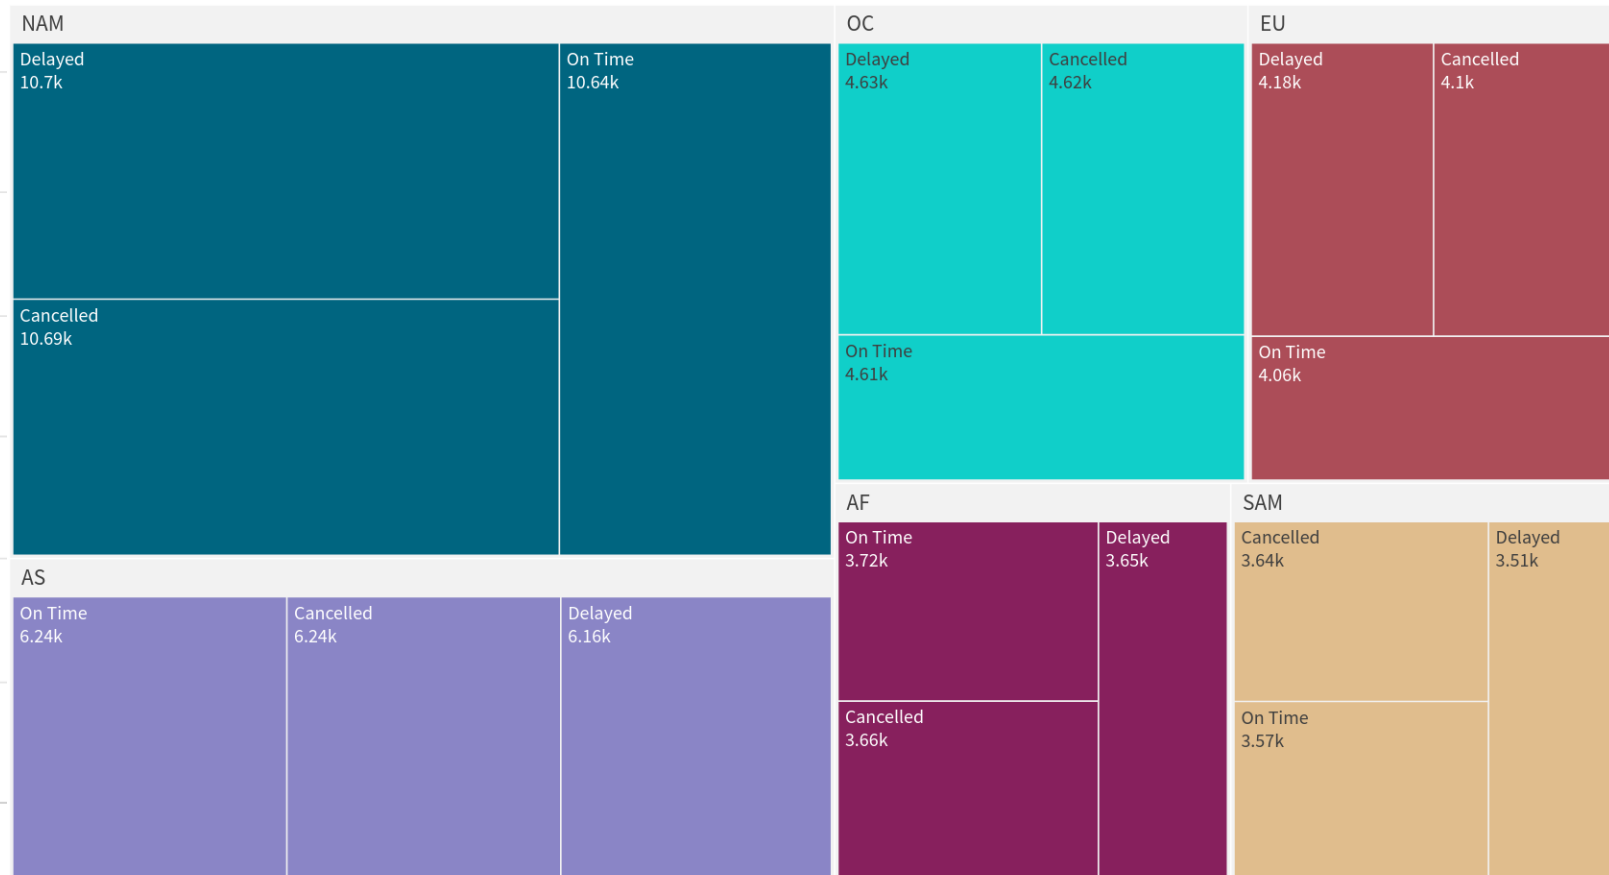 NAM
Delayed
10.7k
On Time
10.64k
Cancelled
10.69k
OC
Delayed
4.63k
Cancelled
4.62k
On Time
4.61k
EU
Delayed
4.18k
Cancelled
4.1k
On Time
4.06k
AS
On Time
6.24k
Cancelled
6.24k
Delayed
6.16k
AF
On Time
3.72k
Delayed
3.65k
Cancelled
3.66k
SAM
Cancelled
3.64k
Delayed
3.51k
On Time
3.57k